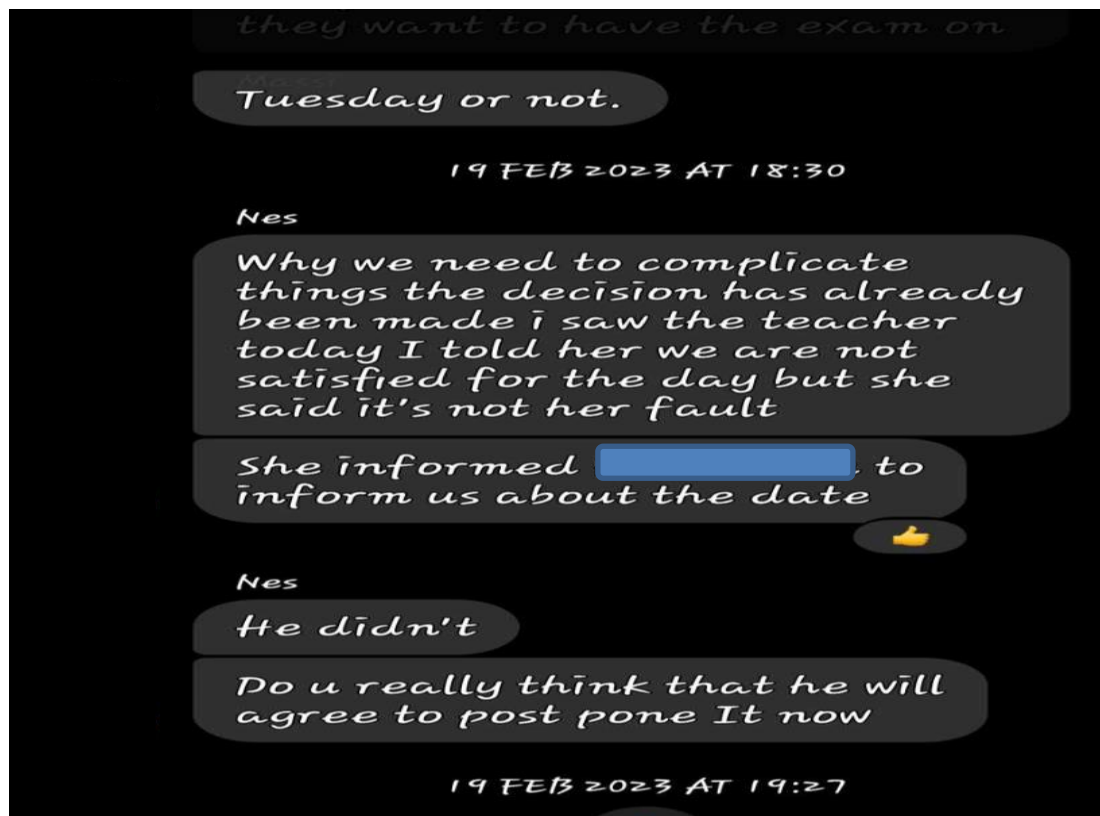 they want to have the exam on
Tuesday or not.
19 FEB 2023 AT 18:30
Nes
Why we need to complicate
things the decision has already
been made i saw the teacher
today I told her we are not
satisfied for the day but she
said it's not her fault
She informed to
inform us about the date
Nes
He didn't
Do u really think that he will
agree to post pone It now
19 FEB 2023 AT 19:27